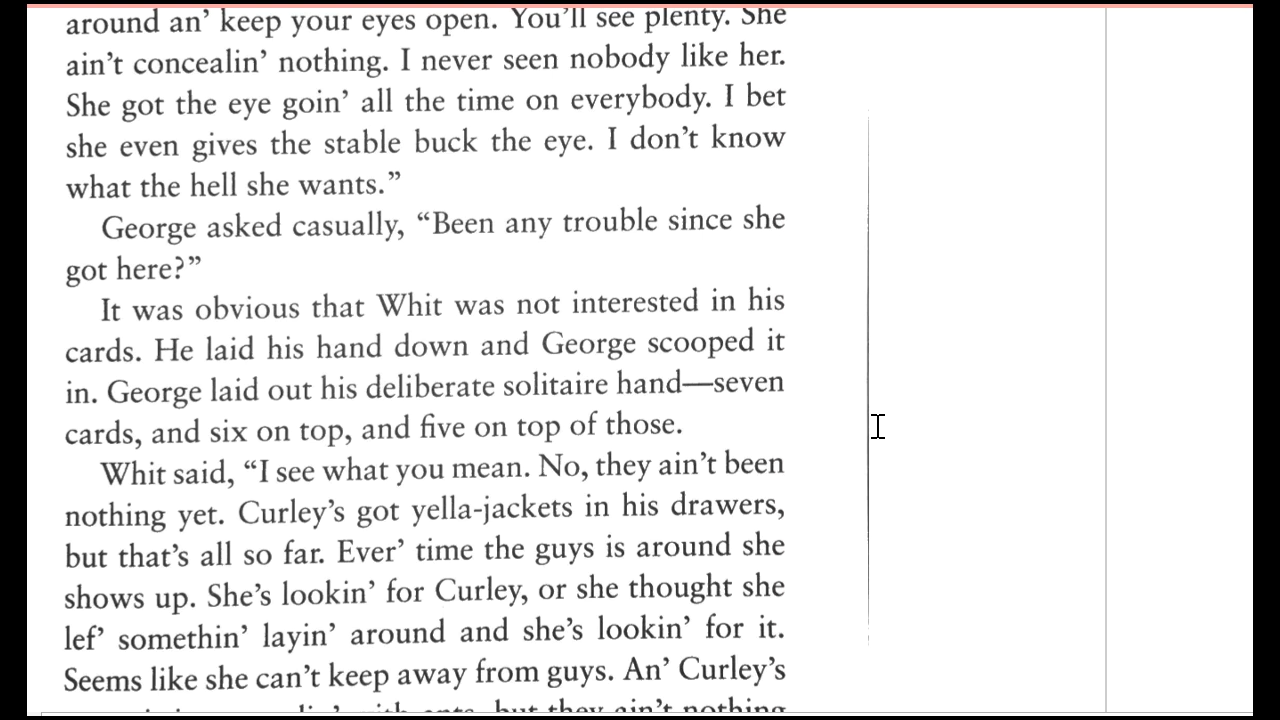 around an’ keep your eyes open. You’ll see plenty. She
ain’t concealin’ nothing. I never seen nobody like her.
She got the eye goin’ all the time on everybody. I bet
she even gives the stable buck the eye. I don’t know
what the hell she wants.”
George asked casually, “Been any trouble since she
got here?”
It was obvious that Whit was not interested in his
cards. He laid his hand down and George scooped it
in. George laid out his deliberate solitaire hand—seven
cards, and six on top, and five on top of those.
Whit said, “I see what you mean. No, they ain’t been
nothing yet. Curley’s got yella-jackets in his drawers,
but that’s all so far. Ever’ time the guys is around she
shows up. She’s lookin’ for Curley, or she thought she
lef’ somethin’ layin’ around and she’s lookin’ for it.
Seems like she can’t keep away from guys. An’ Curley’s
with ants, but they ain’t nothing